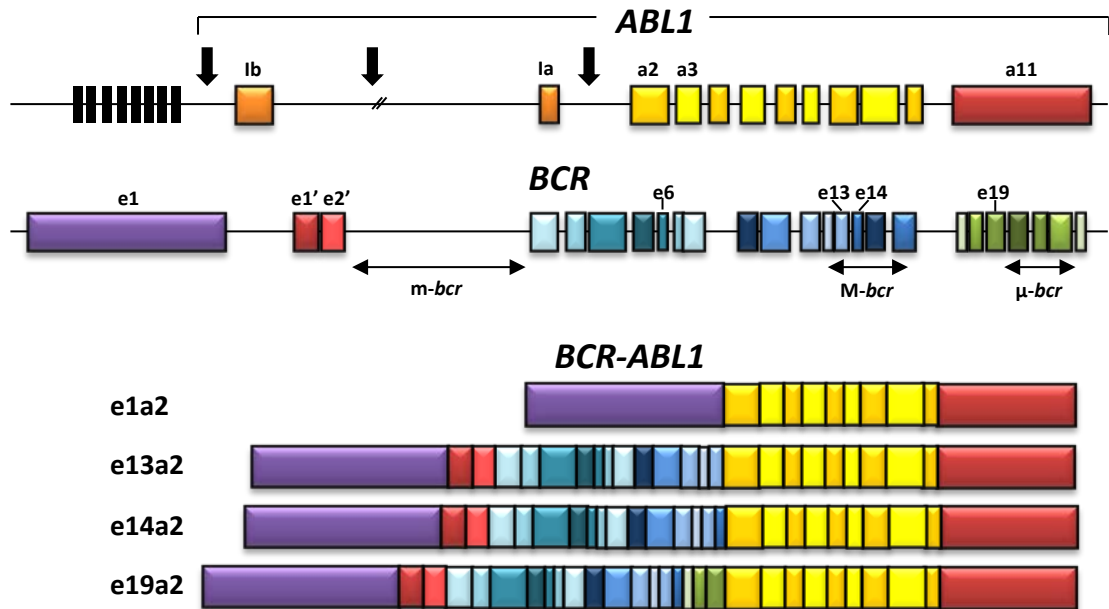 ABL1
Ib
Ia
a2 a3
a11
BCR
e1
e1’ e2’
e6
e13 e14
e19
m-bcr
M-bcr
µ-bcr
BCR-ABL1
e1a2
e13a2
e14a2
e19a2